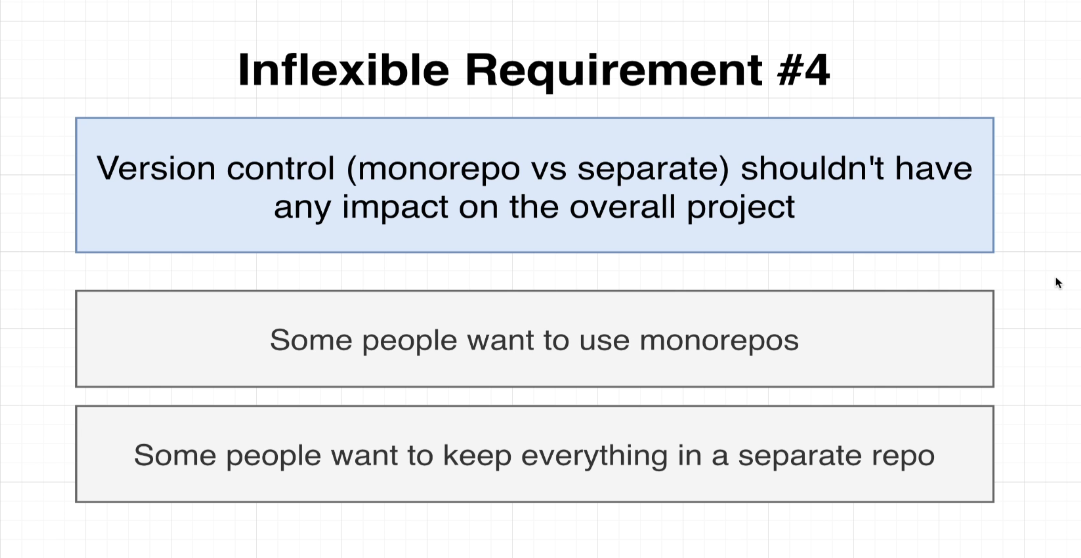 Inflexible Requirement #4
Version control (monorepo vs separate) shouldn't have
any impact on the overall project
Some people want to use monorepos
Some people want to keep everything in a separate repo